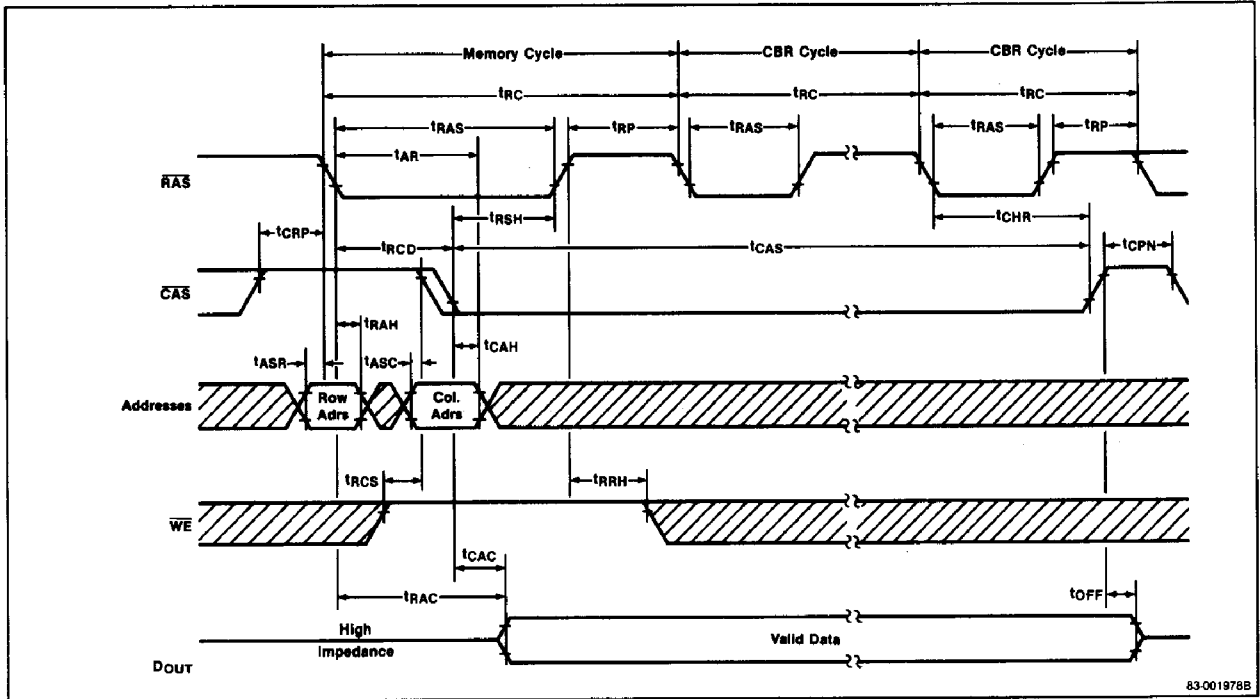 Memory Cycle CBR Cycle CBR Cycle
tRC tRC tRC
tRAS tRP tRAS tRAS tRP
tAR
RAS
tRSH tCHR
tCRP tRCD tCAS tCPN
CAS
tRAH
tCAH
tASR tASC
Addresses Row Adrs Col. Adrs
tRCS tRRH
WE
tCAC
tRAC tOFF
High Impedance Valid Data
DOUT
83-001978B